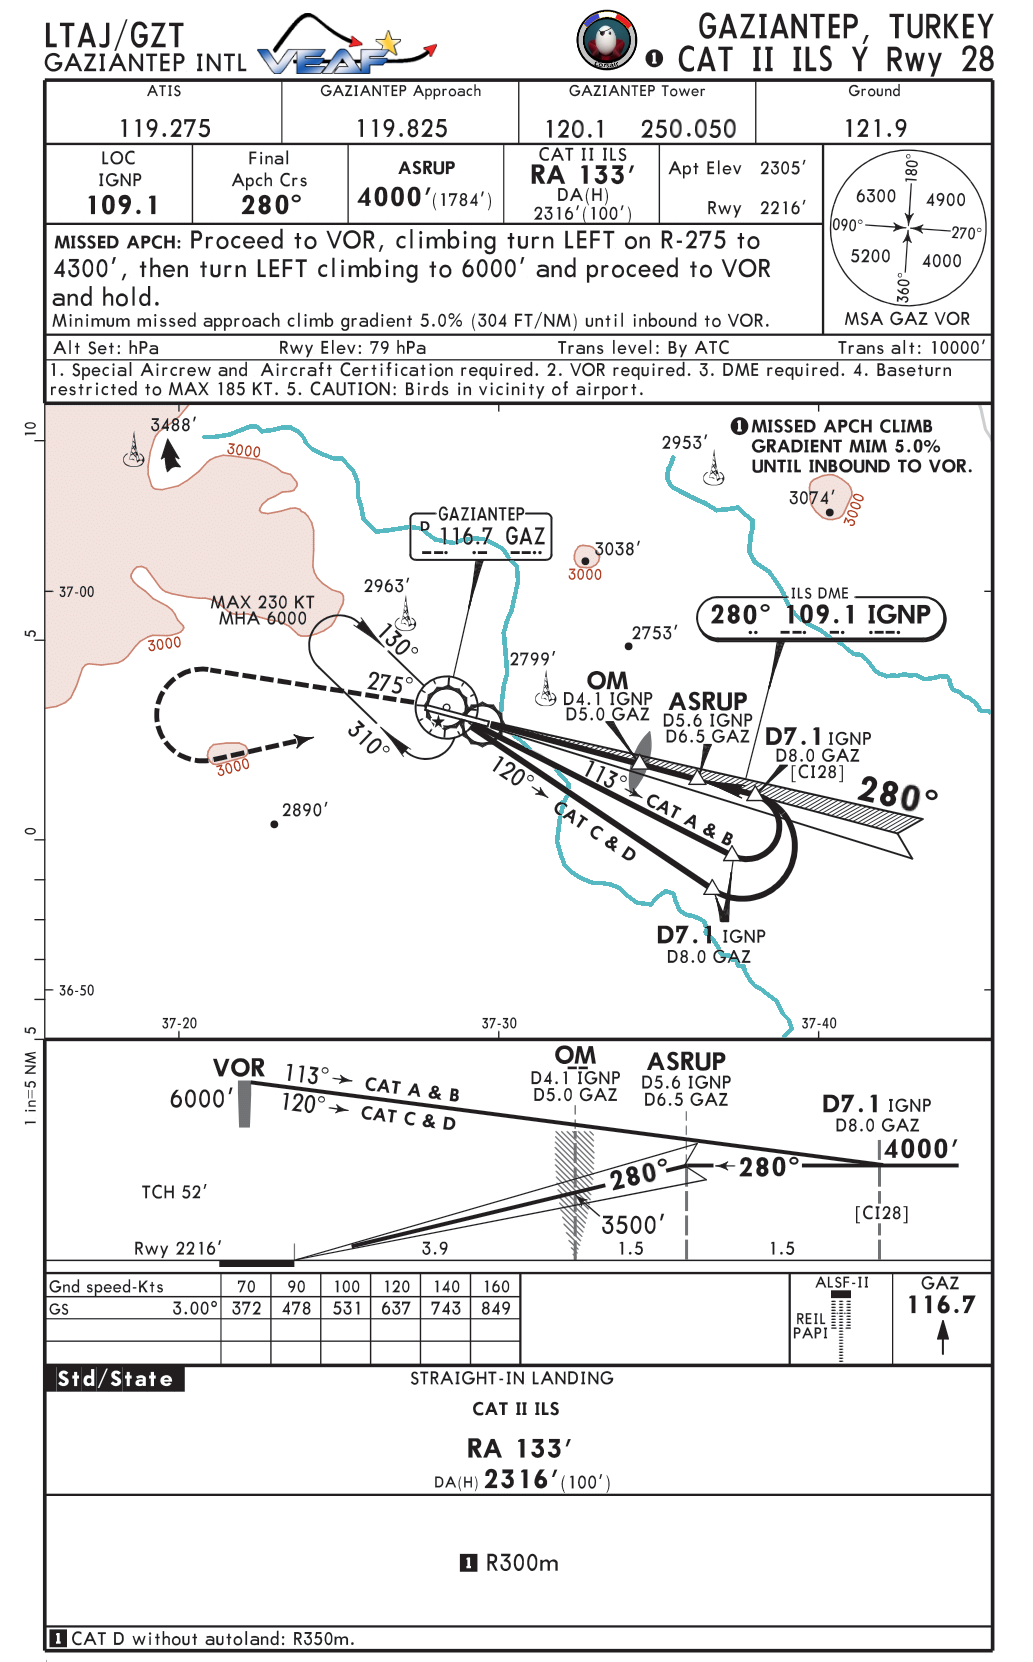 LTAJ/GZT
GAZIANTEP INTL
VEAF
GAZIANTEP, TURKEY
1 CAT II ILS Y Rwy 28
ATIS
119.275
GAZIANTEP Approach
119.825
GAZIANTEP Tower
120.1 250.050
Ground
121.9
LOC
IGNP
109.1
Final
Apch Crs
280°
ASRUP
4000'(1784')
CAT II ILS
RA 133'
DA(H)
2316'(100')
Apt Elev 2305'
Rwy 2216'
180°
6300 4900
090° 270°
5200 4000
360°
MSA GAZ VOR
MISSED APCH: Proceed to VOR, climbing turn LEFT on R-275 to
4300', then turn LEFT climbing to 6000' and proceed to VOR
and hold.
Minimum missed approach climb gradient 5.0% (304 FT/NM) until inbound to VOR.
Alt Set: hPa Rwy Elev: 79 hPa Trans level: By ATC Trans alt: 10000'
1. Special Aircrew and Aircraft Certification required. 2. VOR required. 3. DME required. 4. Baseturn
restricted to MAX 185 KT. 5. CAUTION: Birds in vicinity of airport.
10
3488'
3000
2953'
1 MISSED APCH CLIMB
GRADIENT MIM 5.0%
UNTIL INBOUND TO VOR.
3074'
3000
GAZIANTEP
D 116.7 GAZ
3038'
3000
37-00
2963'
MAX 230 KT
MHA 6000
ILS DME
280° 109.1 IGNP
5
3000
130°
2753'
2799'
275°
OM
D4.1 IGNP
D5.0 GAZ
ASRUP
D5.6 IGNP
D6.5 GAZ
D7.1 IGNP
D8.0 GAZ
[CI28]
310°
3000
120°
CAT C & D
113°
CAT A & B
280°
2890'
0
D7.1 IGNP
D8.0 GAZ
36-50
5
37-20
37-30
37-40
1 in=5 NM
VOR
6000'
113° CAT A & B
120° CAT C & D
OM
D4.1 IGNP
D5.0 GAZ
ASRUP
D5.6 IGNP
D6.5 GAZ
D7.1 IGNP
D8.0 GAZ
4000'
280°
280°
TCH 52'
3500'
[CI28]
Rwy 2216'
3.9
1.5
1.5
Gnd speed-Kts 70 90 100 120 140 160
GS 3.00° 372 478 531 637 743 849
ALSF-II
REIL
PAPI
GAZ
116.7
Std/State
STRAIGHT-IN LANDING
CAT II ILS
RA 133'
DA(H) 2316'(100')
1 R300m
1 CAT D without autoland: R350m.